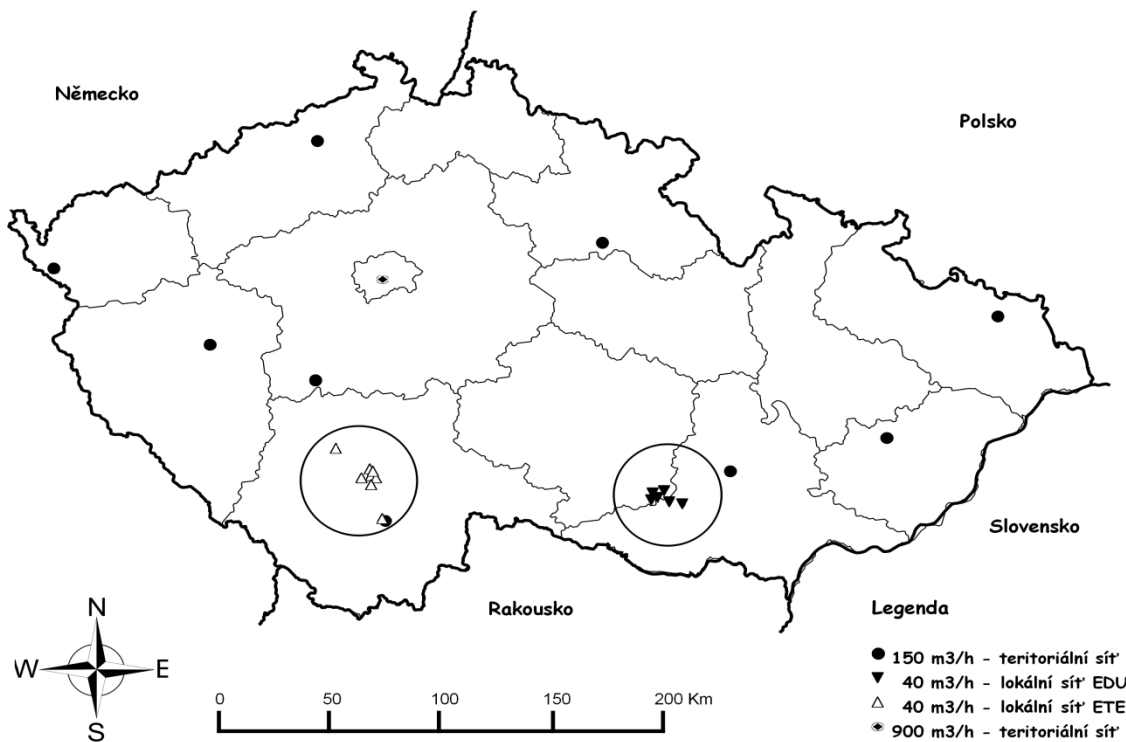 Německo
Polsko
Slovensko
Rakousko
N
W
E
S
0 50 100 150 200 Km
Legenda
150 m3/h - teritoriální síť
40 m3/h - lokální síť EDU
40 m3/h - lokální síť ETE
900 m3/h - teritoriální síť